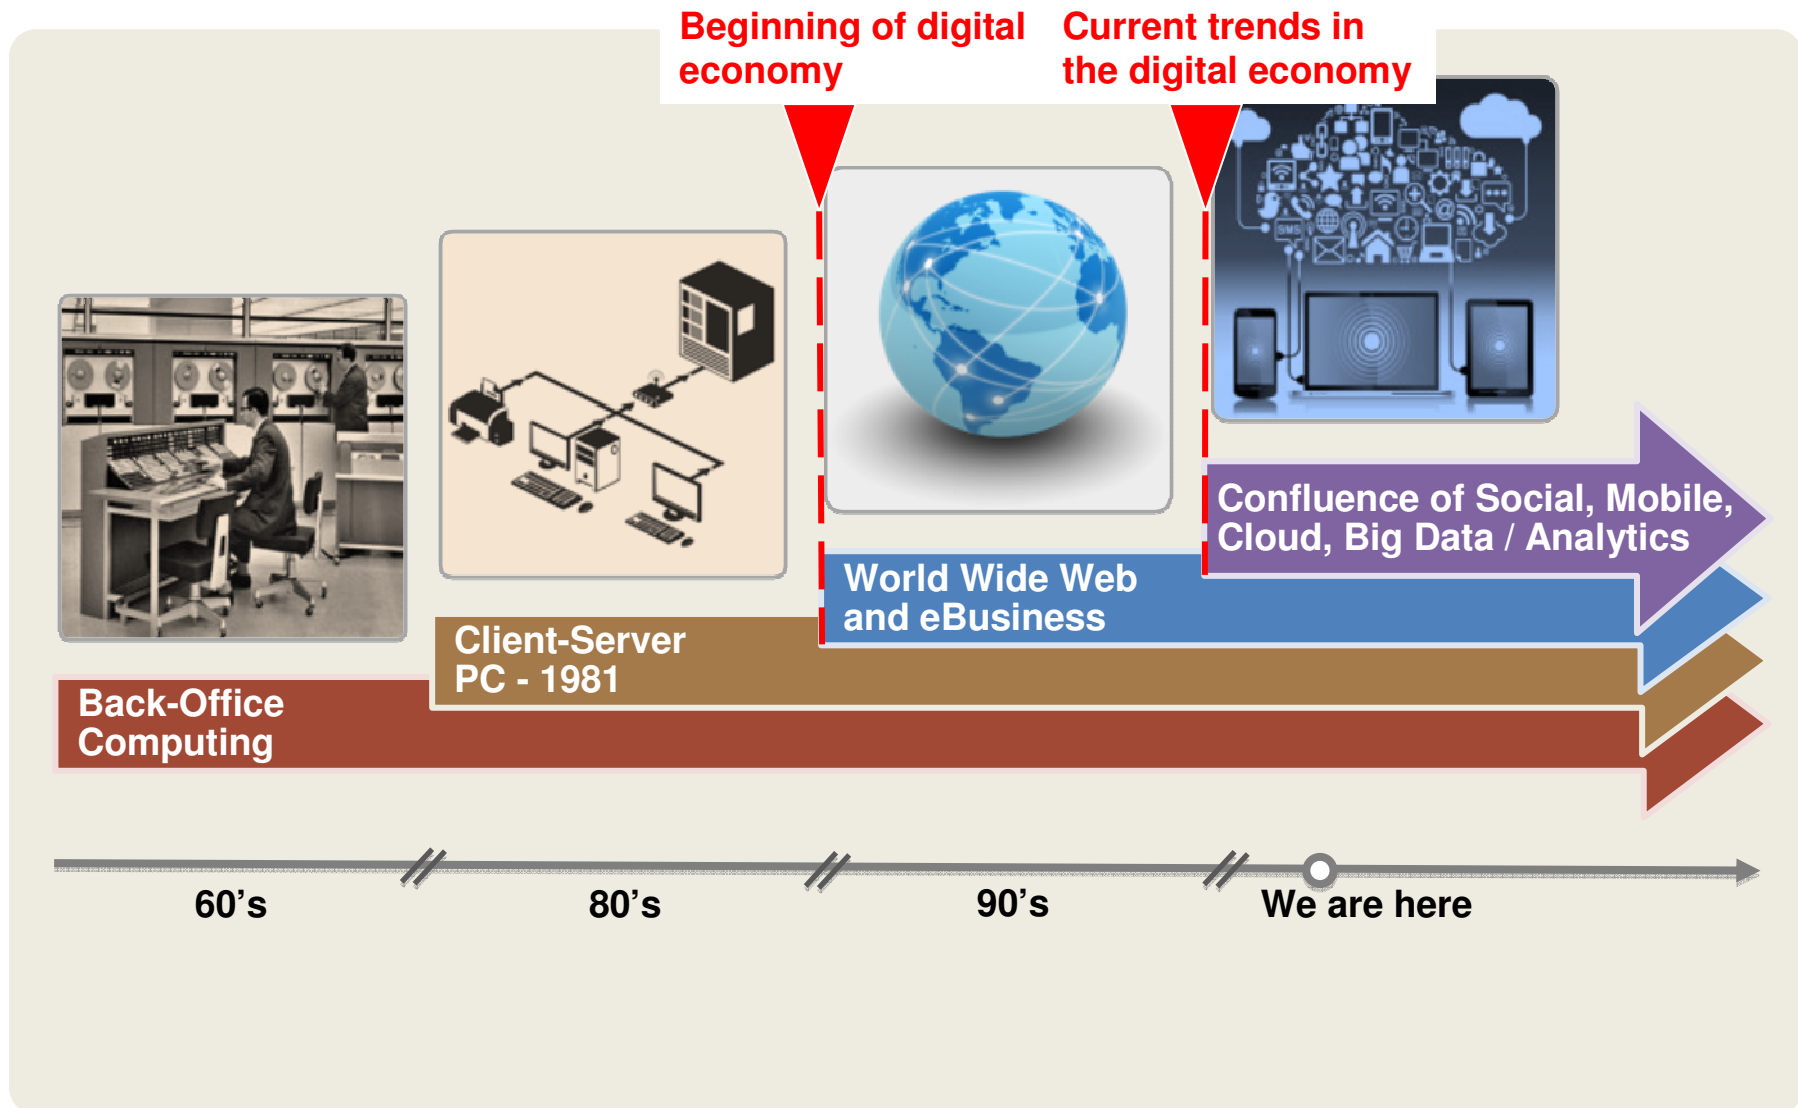 Beginning of digital
economy
Current trends in
the digital economy
SMS
Confluence of Social, Mobile,
Cloud, Big Data / Analytics
World Wide Web
and eBusiness
Client-Server
PC - 1981
Back-Office
Computing
60’s
80’s
90’s
We are here